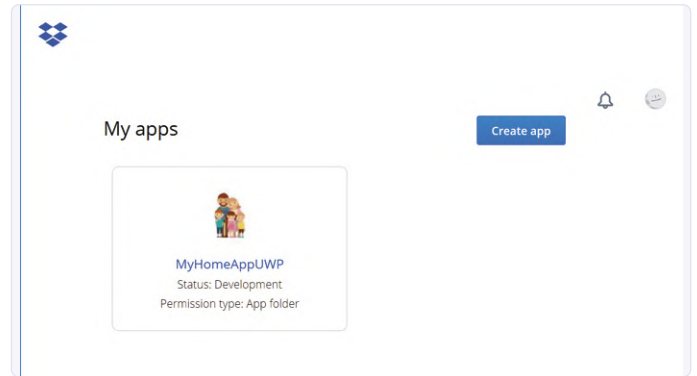 My apps
Create app
MyHomeAppUWP
Status: Development
Permission type: App folder